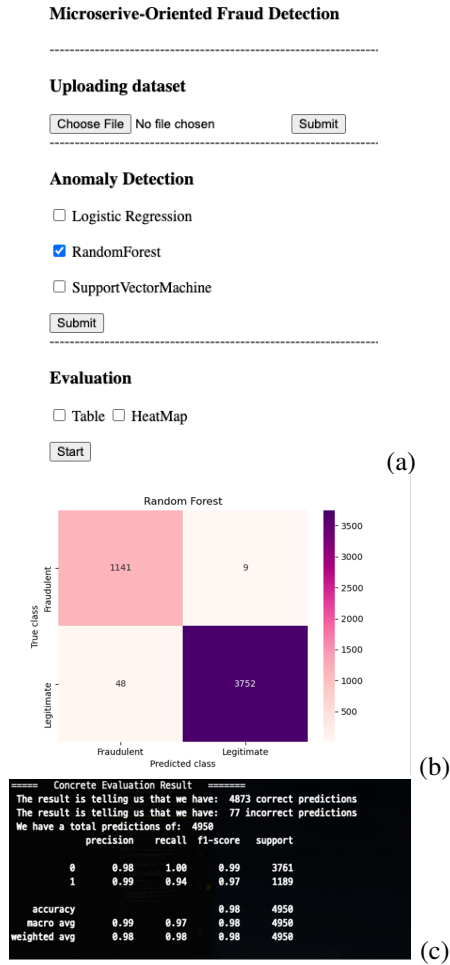 Microserive-Oriented Fraud Detection
--------------------------------------------------------------------------------
Uploading dataset
Choose File No file chosen Submit
--------------------------------------------------------------------------------
Anomaly Detection
Logistic Regression
RandomForest
SupportVectorMachine
Submit
--------------------------------------------------------------------------------
Evaluation
Table HeatMap
Start
(a)
Random Forest
True class
Fraudulent
Legitimate
1141 9
48 3752
Fraudulent Legitimate
Predicted class
3500
3000
2500
2000
1500
1000
500
(b)
===== Concrete Evaluation Result =======
The result is telling us that we have: 4873 correct predictions
The result is telling us that we have: 77 incorrect predictions
We have a total predictions of: 4950
precision recall f1-score support
0 0.98 1.00 0.99 3761
1 0.99 0.94 0.97 1189
accuracy 0.98 4950
macro avg 0.99 0.97 0.98 4950
weighted avg 0.98 0.98 0.98 4950
(c)